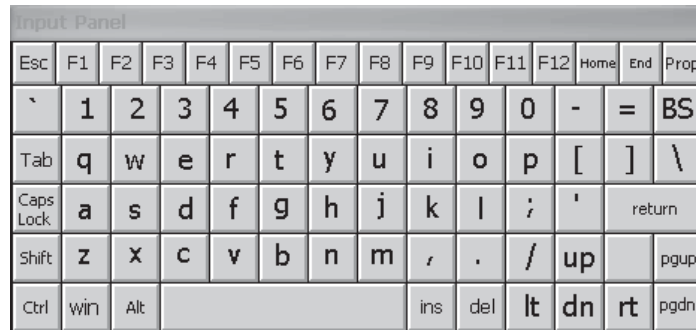 Input Panel
Esc F1 F2 F3 F4 F5 F6 F7 F8 F9 F10 F11 F12 Home End Prop
` 1 2 3 4 5 6 7 8 9 0 - = BS
Tab q w e r t y u i o p [ ] \
Caps Lock a s d f g h j k l ; ' return
Shift z x c v b n m , . / up pgup
Ctrl win Alt ins del lt dn rt pgdn